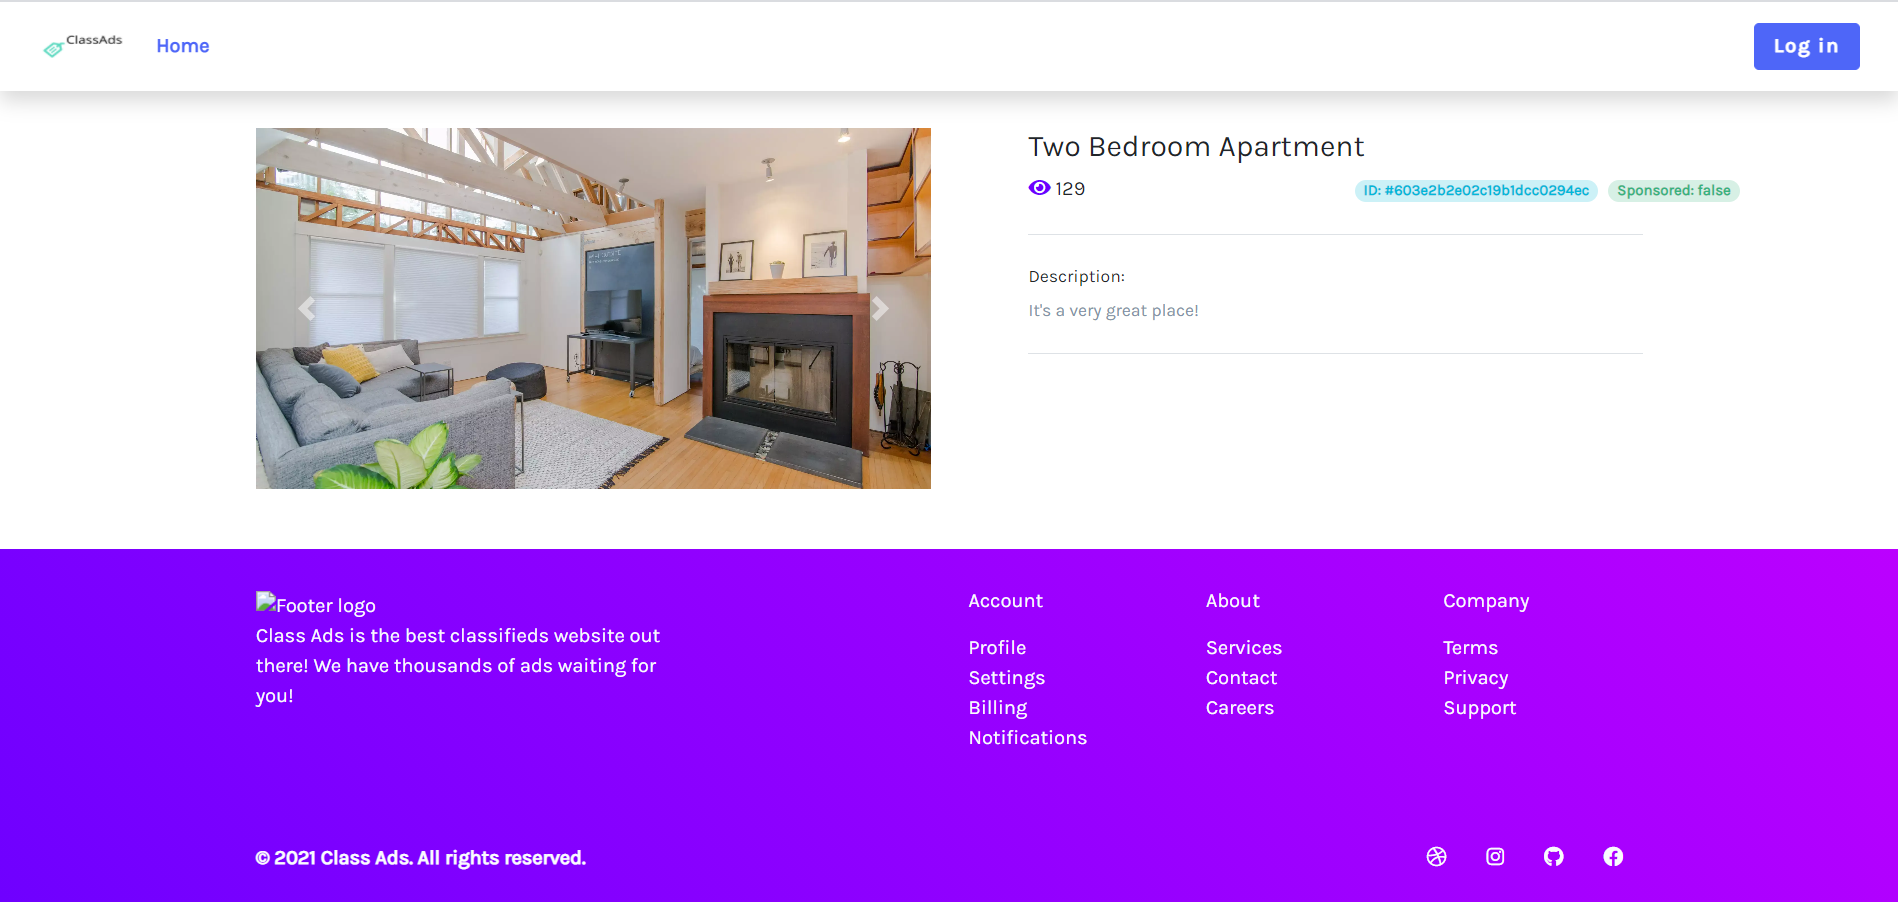 ClassAds
Home
Log in
Two Bedroom Apartment
129
ID: #603e2b2e02c19b1dcc0294ec
Sponsored: false
Description:
It's a very great place!
Footer logo
Class Ads is the best classifieds website out
there! We have thousands of ads waiting for
you!
Account
Profile
Settings
Billing
Notifications
About
Services
Contact
Careers
Company
Terms
Privacy
Support
© 2021 Class Ads. All rights reserved.